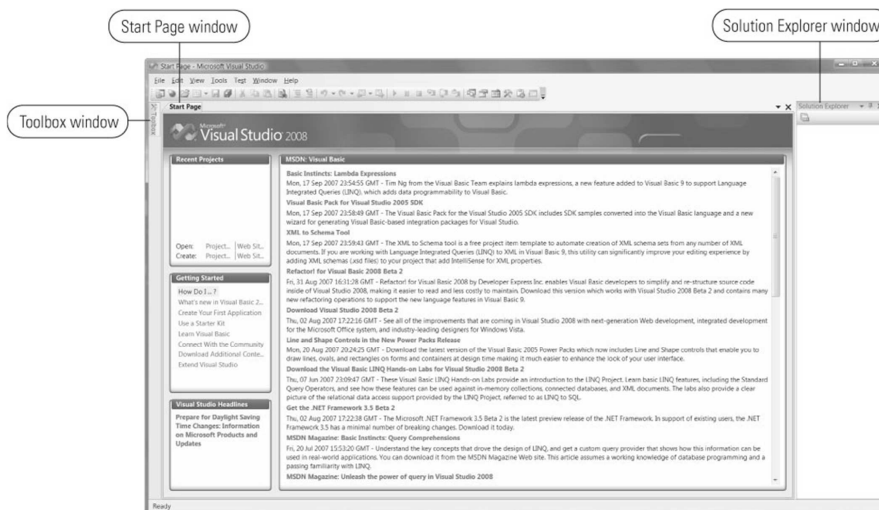 Start Page window
Solution Explorer window
Start Page - Microsoft Visual Studio
File Edit View Tools Test Window Help
Toolbox window
Toolbox
Start Page
Solution Explorer
Microsoft
Visual Studio 2008
Recent Projects
Open: Project... Web Sit...
Create: Project... Web Sit...
Getting Started
How Do I ... ?
What's new in Visual Basic 2...
Create Your First Application
Use a Starter Kit
Learn Visual Basic
Connect With the Community
Download Additional Conte...
Extend Visual Studio
Visual Studio Headlines
Prepare for Daylight Saving
Time Changes: Information
on Microsoft Products and
Updates
MSDN: Visual Basic
Basic Instincts: Lambda Expressions
Mon, 17 Sep 2007 23:54:55 GMT - Tim Ng from the Visual Basic Team explains lambda expressions, a new feature added to Visual Basic 9 to support Language
Integrated Queries (LINQ), which adds data programmability to Visual Basic.
Visual Basic Pack for Visual Studio 2005 SDK
Mon, 17 Sep 2007 23:58:49 GMT - The Visual Basic Pack for the Visual Studio 2005 SDK includes SDK samples converted into the Visual Basic language and a new
wizard for generating Visual Basic-based integration packages for Visual Studio.
XML to Schema Tool
Mon, 17 Sep 2007 23:59:43 GMT - The XML to Schema tool is a free project item template to automate creation of XML schema sets from any number of XML
documents. If you are working with Language Integrated Queries (LINQ) to XML in Visual Basic 9, this utility can significantly improve your editing experience by
adding XML schemas (.xsd files) to your project that add IntelliSense for XML properties.
Refactor! for Visual Basic 2008 Beta 2
Fri, 31 Aug 2007 16:31:28 GMT - Refactor! for Visual Basic 2008 by Developer Express Inc. enables Visual Basic developers to simplify and re-structure source code
inside of Visual Studio 2008, making it easier to read and less costly to maintain. Download this version which works with Visual Studio 2008 Beta 2 and contains many
new refactoring operations to support the new language features in Visual Basic 9.
Download Visual Studio 2008 Beta 2
Thu, 02 Aug 2007 17:22:16 GMT - See all of the improvements that are coming in Visual Studio 2008 with next-generation Web development, integrated development
for the Microsoft Office system, and industry-leading designers for Windows Vista.
Line and Shape Controls in the New Power Packs Release
Mon, 20 Aug 2007 20:24:25 GMT - Download the latest version of the Visual Basic 2005 Power Packs which now includes Line and Shape controls that enable you to
draw lines, ovals, and rectangles on forms and containers at design time making it much easier to enhance the look of your user interface.
Download the Visual Basic LINQ Hands-on Labs for Visual Studio 2008 Beta 2
Thu, 07 Jun 2007 23:09:47 GMT - These Visual Basic LINQ Hands-on Labs provide an introduction to the LINQ Project. Learn basic LINQ features, including the Standard
Query Operators, and see how these features can be used against in-memory collections, connected databases, and XML documents. The labs also provide a clear
picture of the relational data access support provided by the LINQ Project, referred to as LINQ to SQL.
Get the .NET Framework 3.5 Beta 2
Thu, 02 Aug 2007 17:22:38 GMT - The Microsoft .NET Framework 3.5 Beta 2 is the latest preview release of the .NET Framework. In support of existing users, the .NET
Framework 3.5 has a minimal number of breaking changes. Download it today.
MSDN Magazine: Basic Instincts: Query Comprehensions
Fri, 20 Jul 2007 15:53:20 GMT - Understand the key concepts that drove the design of LINQ, and get a custom query provider that shows how this information can be
used in real-world applications. You can download it from the MSDN Magazine Web site. This article assumes a working knowledge of database programming and a
passing familiarity with LINQ.
MSDN Magazine: Unleash the power of query in Visual Studio 2008
Ready